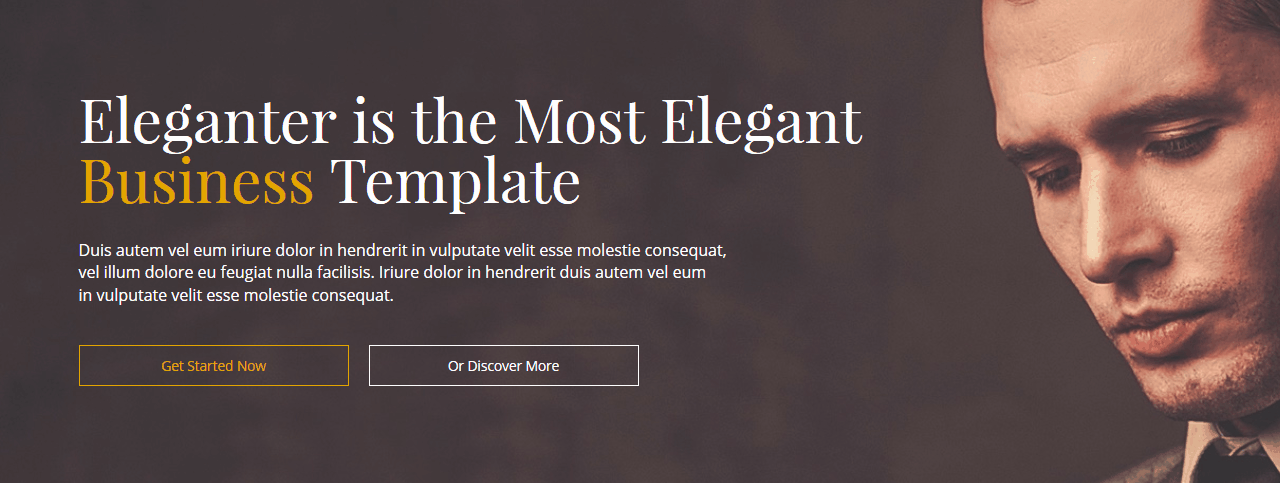 Eleganter is the Most Elegant
Business Template
Duis autem vel eum iriure dolor in hendrerit in vulputate velit esse molestie consequat,
vel illum dolore eu feugiat nulla facilisis. Iriure dolor in hendrerit duis autem vel eum
in vulputate velit esse molestie consequat.
Get Started Now
Or Discover More